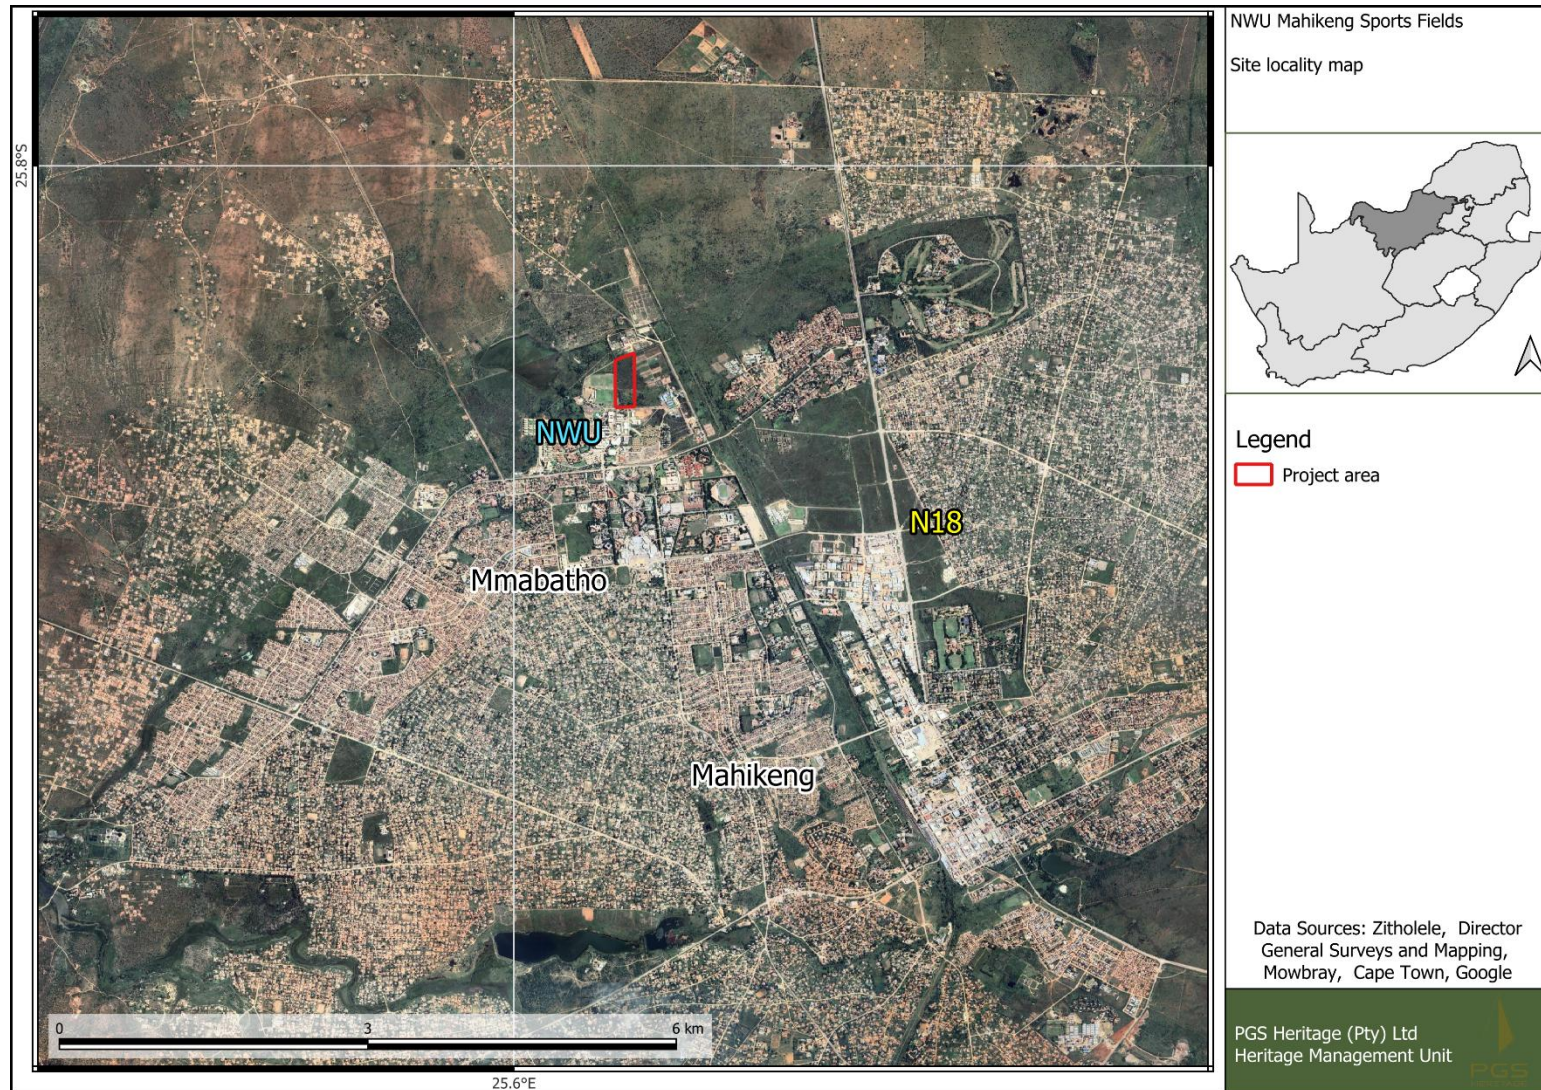 NWU Mahikeng Sports Fields
Site locality map
25.8°S
NWU
N18
Mmabatho
Mahikeng
0 3 6 km
25.6°E
Legend
Project area
Data Sources: Zitholele, Director
General Surveys and Mapping,
Mowbray, Cape Town, Google
PGS Heritage (Pty) Ltd
Heritage Management Unit
PGS